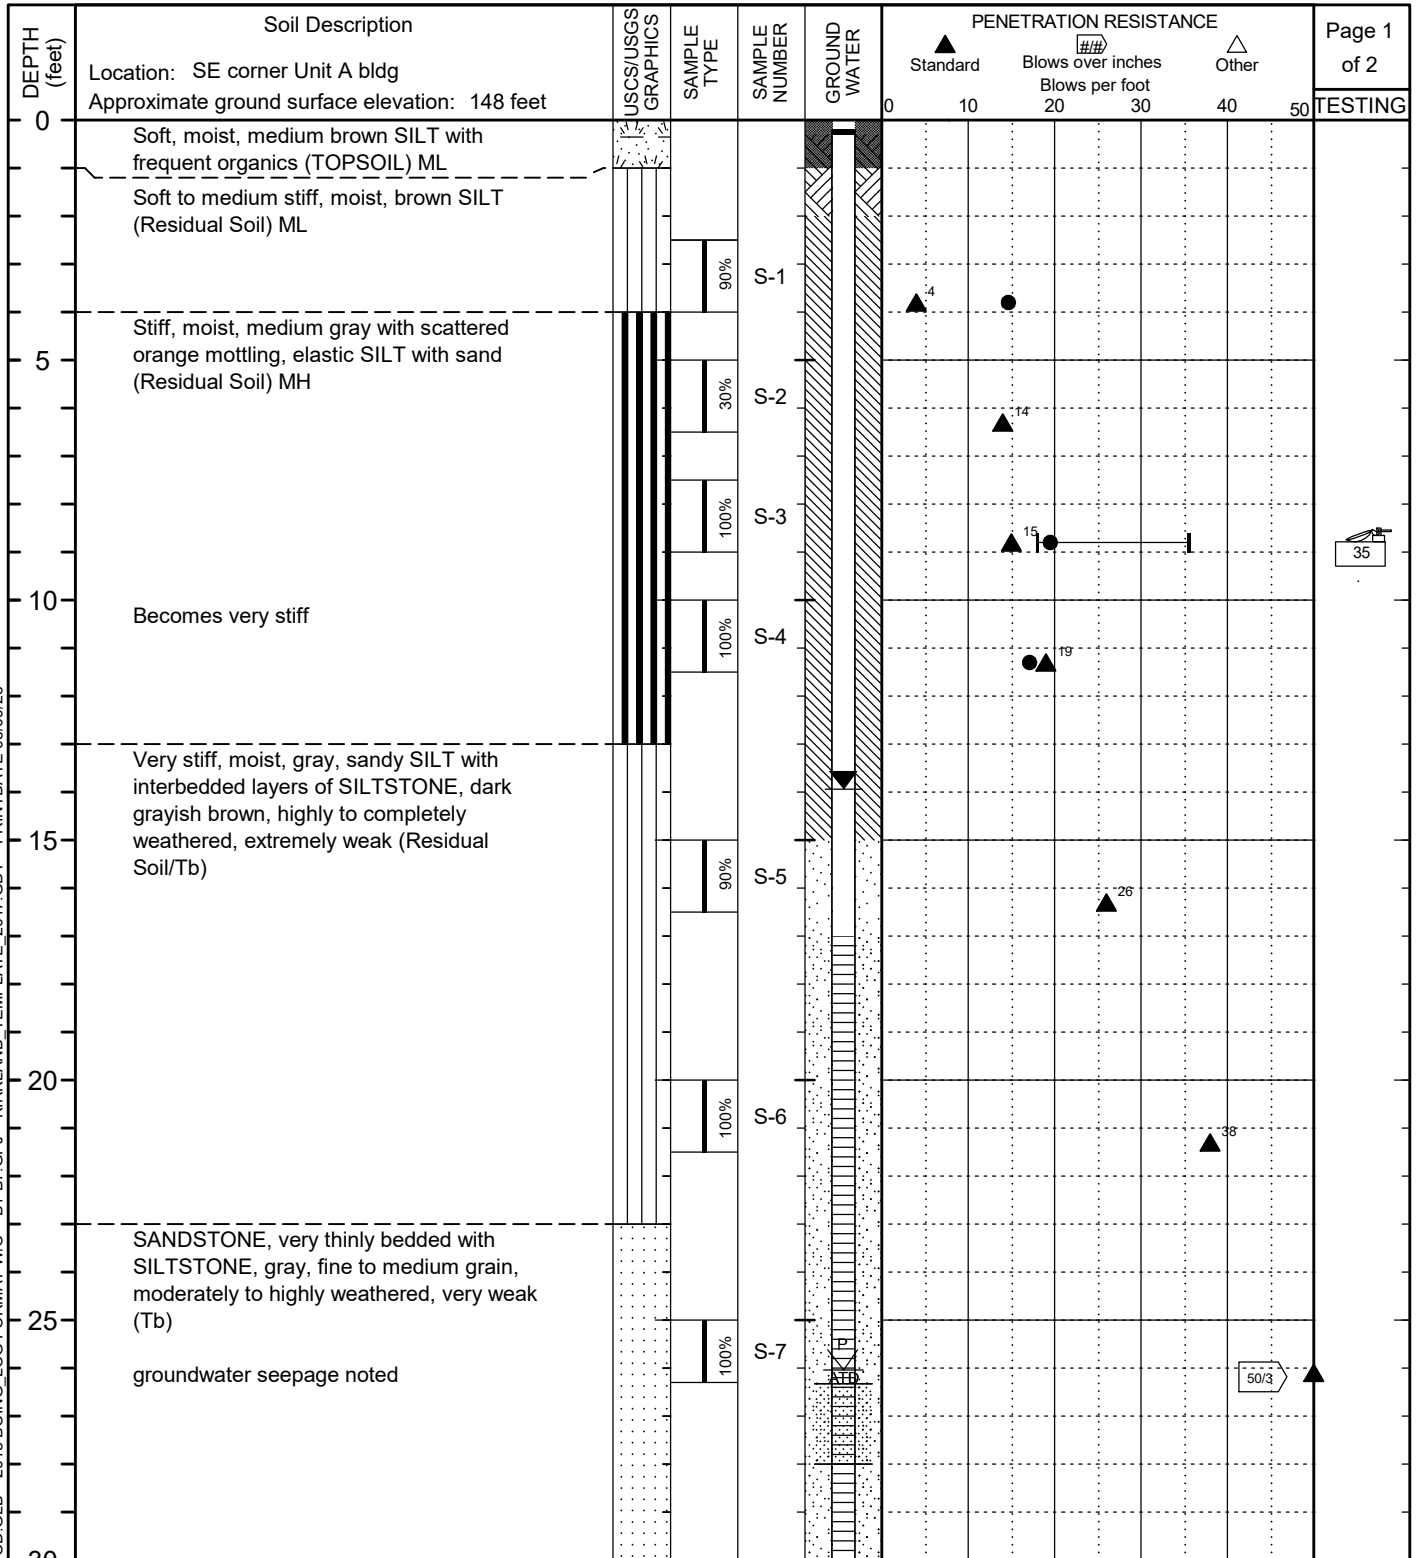 DEPTH
(feet)
Soil Description
Location: SE corner Unit A bldg
Approximate ground surface elevation: 148 feet
USCS/USGS
GRAPHICS
SAMPLE
TYPE
SAMPLE
NUMBER
GROUND
WATER
PENETRATION RESISTANCE
Standard
#/#
Blows over inches
Other
Blows per foot
0 10 20 30 40 50
Page 1
of 2
TESTING
0
Soft, moist, medium brown SILT with
frequent organics (TOPSOIL) ML
Soft to medium stiff, moist, brown SILT
(Residual Soil) ML
90%
S-1
4
Stiff, moist, medium gray with scattered
orange mottling, elastic SILT with sand
(Residual Soil) MH
5
30%
S-2
14
100%
S-3
15
35
10
Becomes very stiff
100%
S-4
19
Very stiff, moist, gray, sandy SILT with
interbedded layers of SILTSTONE, dark
grayish brown, highly to completely
weathered, extremely weak (Residual
Soil/Tb)
15
90%
S-5
26
20
100%
S-6
38
SANDSTONE, very thinly bedded with
SILTSTONE, gray, fine to medium grain,
moderately to highly weathered, very weak
(Tb)
25
100%
S-7
P
ATD
50/3
groundwater seepage noted
30